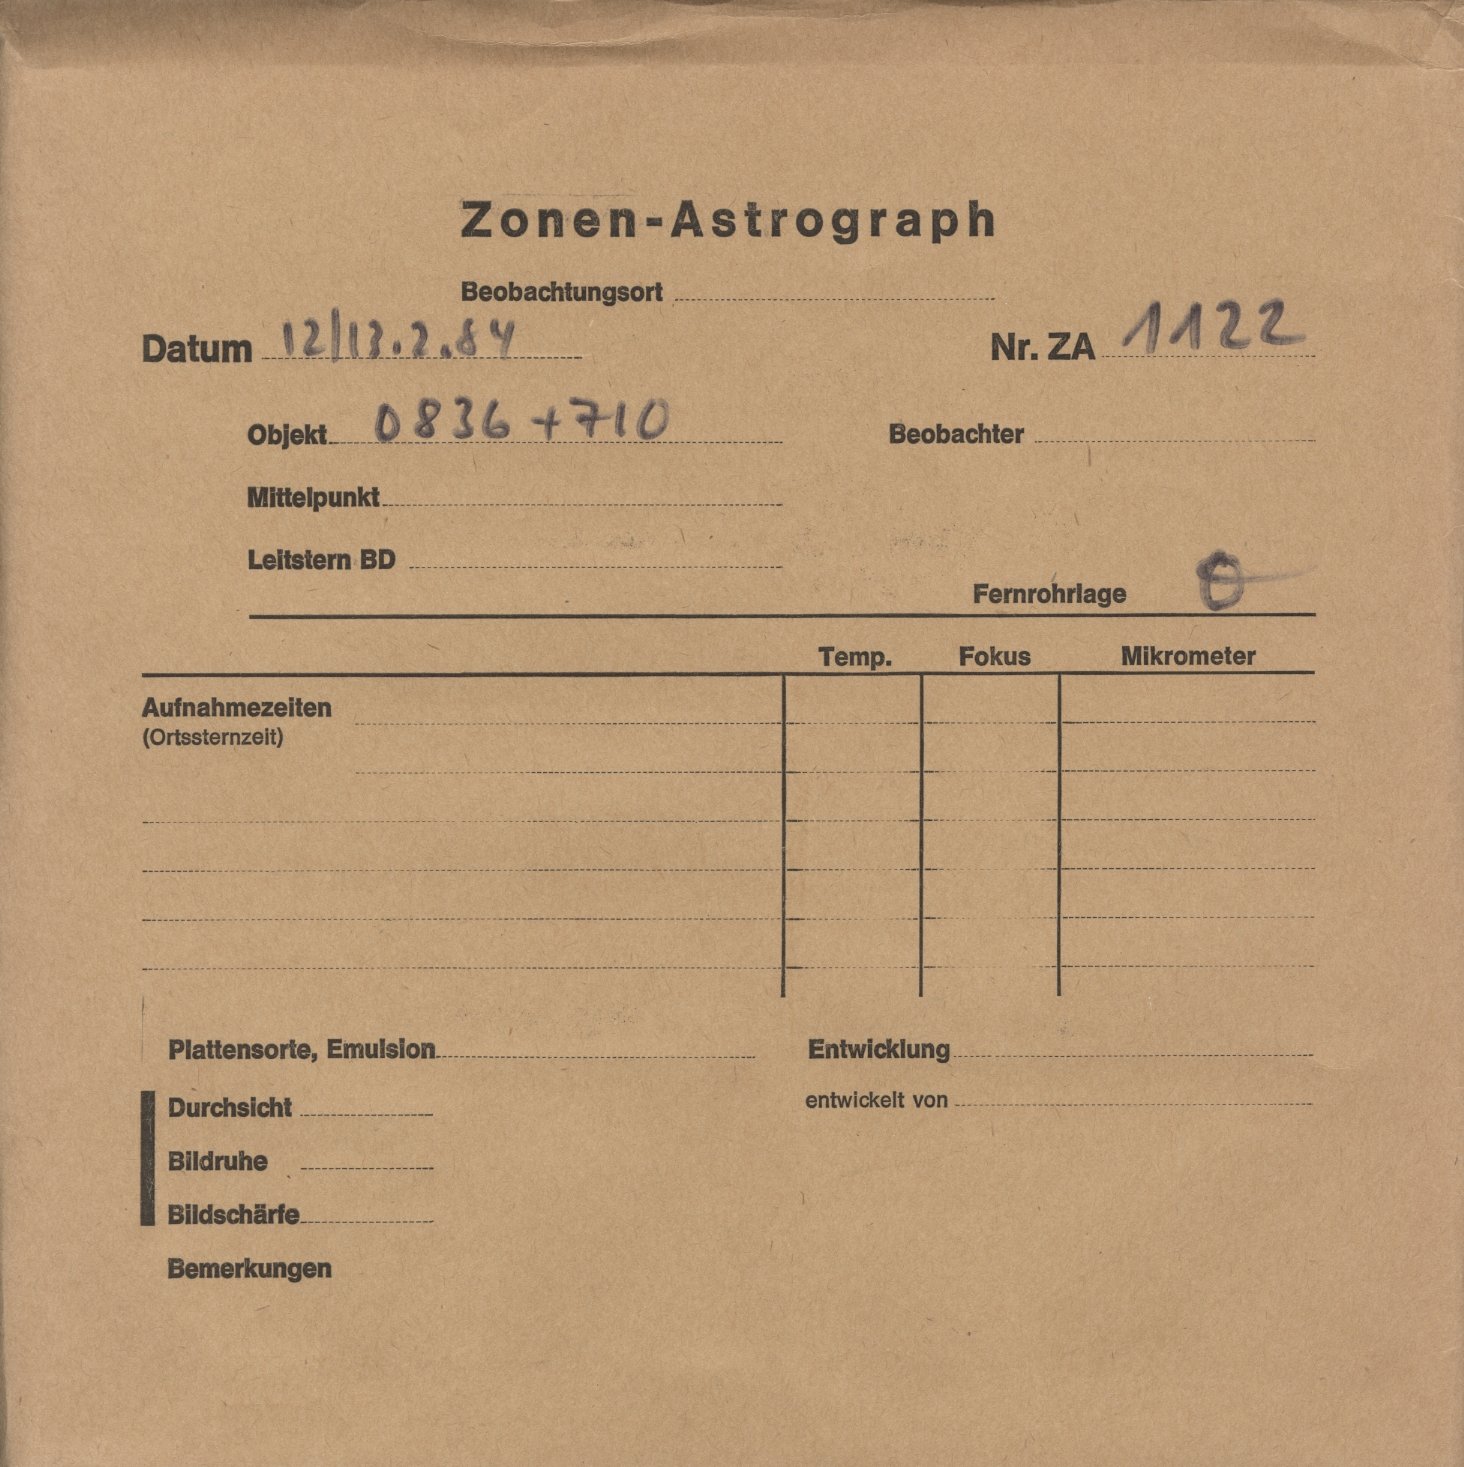 Zonen-Astrograph
Beobachtungsort
Datum 12/13.2.84
Nr. ZA 1122
Objekt 0836+710
Beobachter
Mittelpunkt
Leitstern BD
Fernrohrlage
Temp. Fokus Mikrometer
Aufnahmezeiten
(Ortssternzeit)
Plattensorte, Emulsion
Entwicklung
Durchsicht
entwickelt von
Bildruhe
Bildschärfe
Bemerkungen